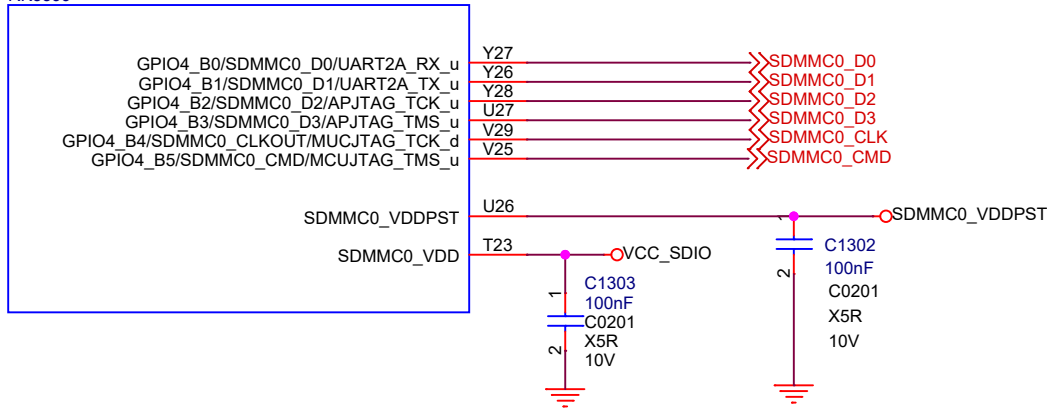 GPIO4_B0/SDMMC0_D0/UART2A_RX_u Y27 SDMMC0_D0
GPIO4_B1/SDMMC0_D1/UART2A_TX_u Y26 SDMMC0_D1
GPIO4_B2/SDMMC0_D2/APJTAG_TCK_u Y28 SDMMC0_D2
GPIO4_B3/SDMMC0_D3/APJTAG_TMS_u U27 SDMMC0_D3
GPIO4_B4/SDMMC0_CLKOUT/MUCJTAG_TCK_d V29 SDMMC0_CLK
GPIO4_B5/SDMMC0_CMD/MCUJTAG_TMS_u V25 SDMMC0_CMD
SDMMC0_VDDPST U26 SDMMC0_VDDPST
SDMMC0_VDD T23 VCC_SDIO
1
C1302
100nF
2
C0201
X5R
10V
1
C1303
100nF
C0201
2
X5R
10V